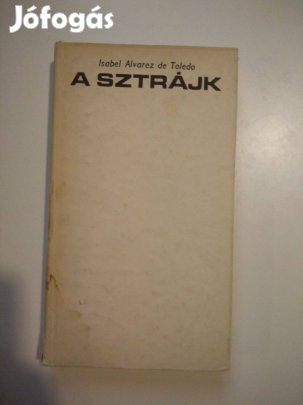 Jófogás
Isabel Alvarez de Toledo
A SZTRÁJK